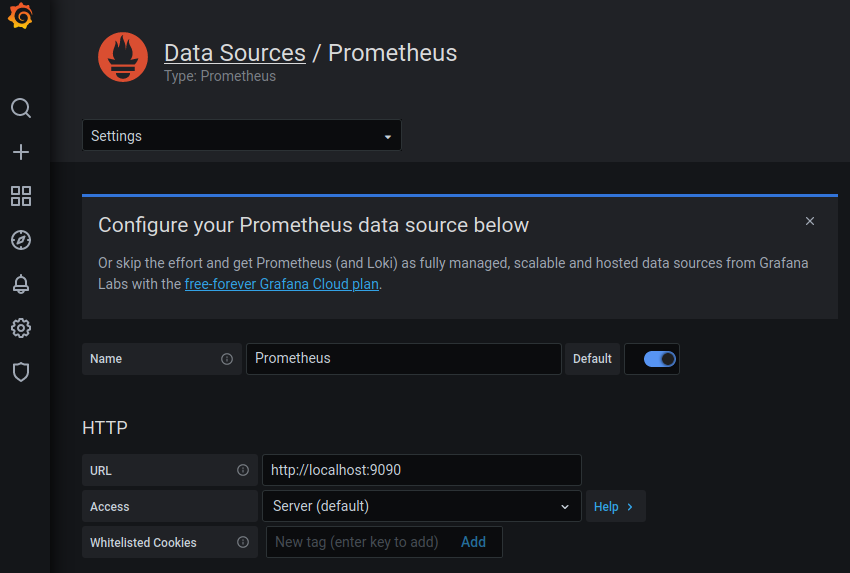 Data Sources / Prometheus
Type: Prometheus
Settings
Configure your Prometheus data source below
Or skip the effort and get Prometheus (and Loki) as fully managed, scalable and hosted data sources from Grafana
Labs with the free-forever Grafana Cloud plan.
Name Prometheus Default
HTTP
URL http://localhost:9090
Access Server (default) Help
Whitelisted Cookies New tag (enter key to add) Add